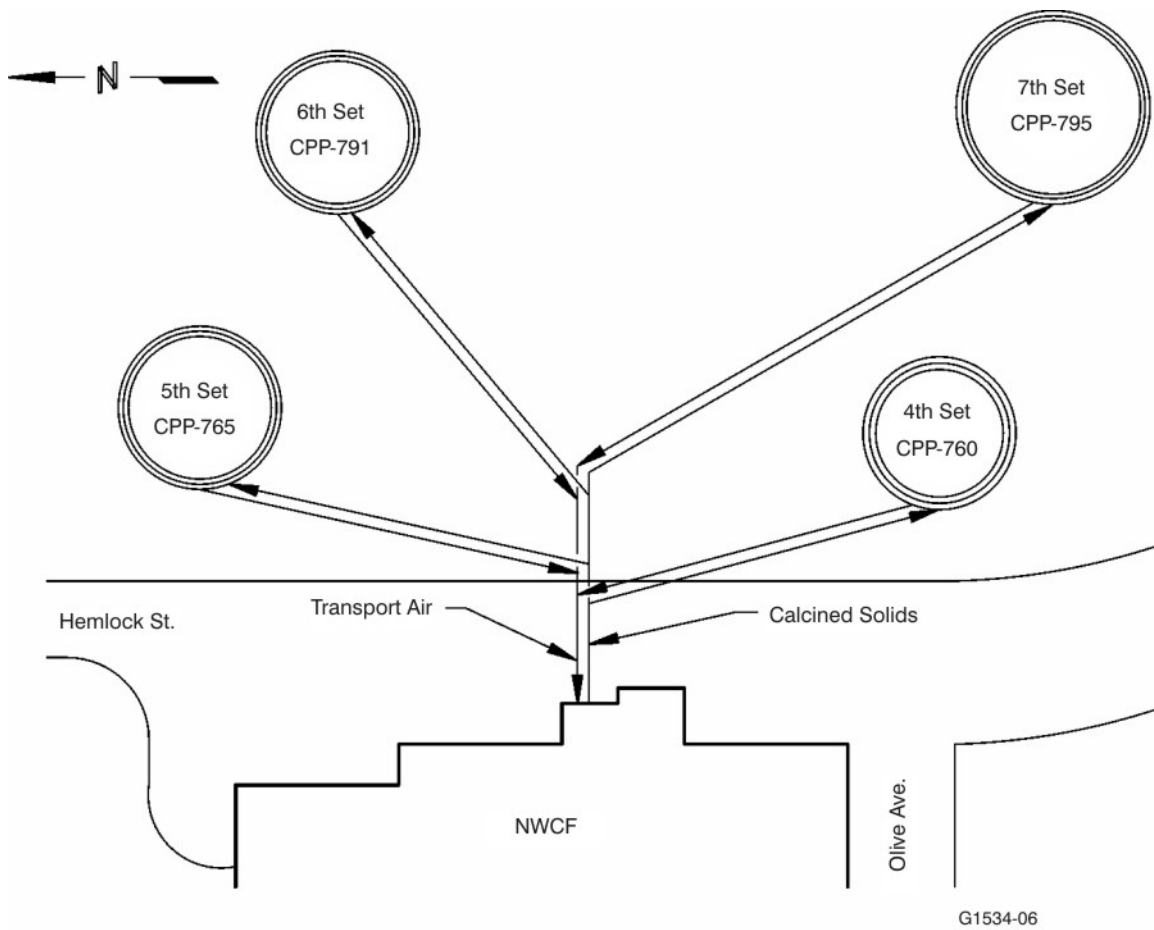 N
6th Set
CPP-791
7th Set
CPP-795
5th Set
CPP-765
4th Set
CPP-760
Transport Air
Hemlock St.
Calcined Solids
NWCF
Olive Ave.
G1534-06